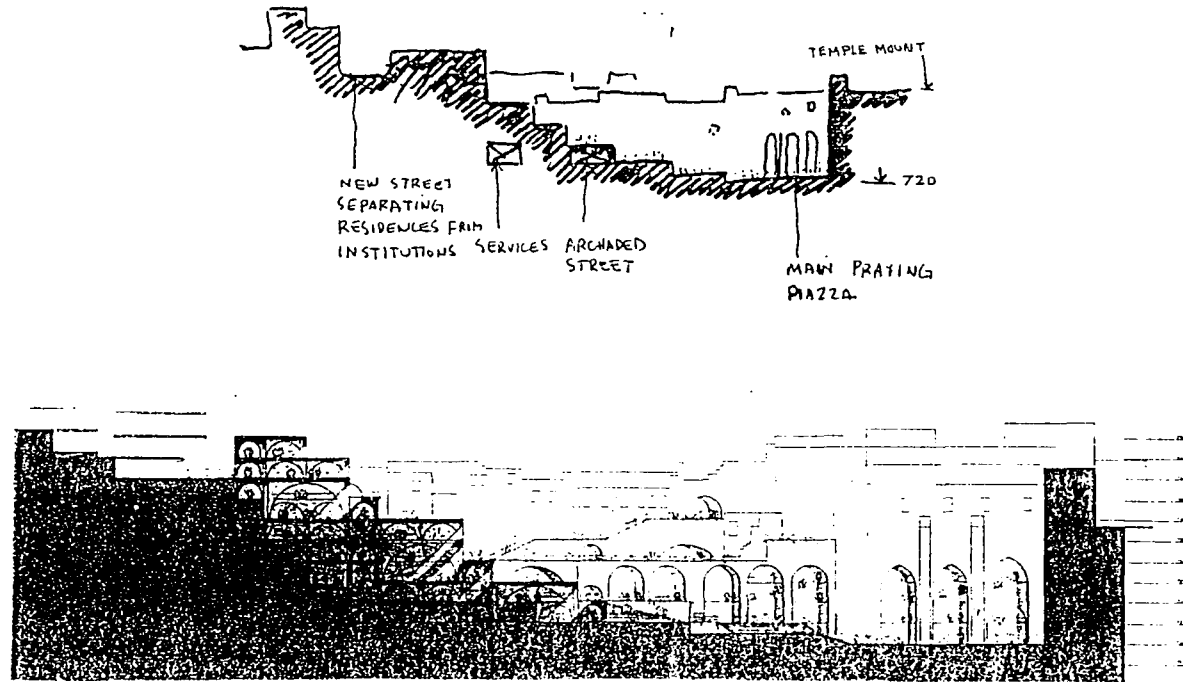 TEMPLE MOUNT
720
NEW STREET
SEPARATING
RESIDENCES FRIM
INSTITUTIONS
SERVICES
ARCHADED
STREET
MAIN PRAYING
PIAZZA